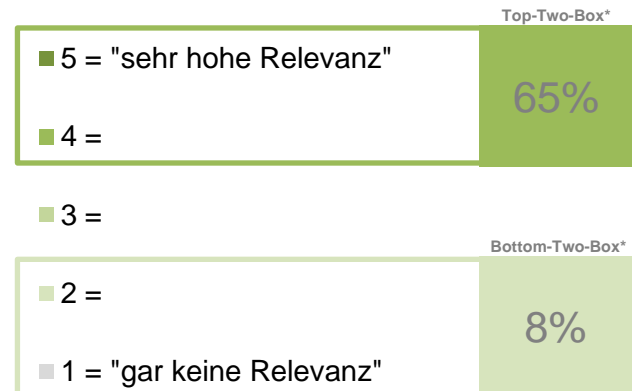 Top-Two-Box*
5 = "sehr hohe Relevanz"
65%
4 =
3 =
Bottom-Two-Box*
2 =
8%
1 = "gar keine Relevanz"